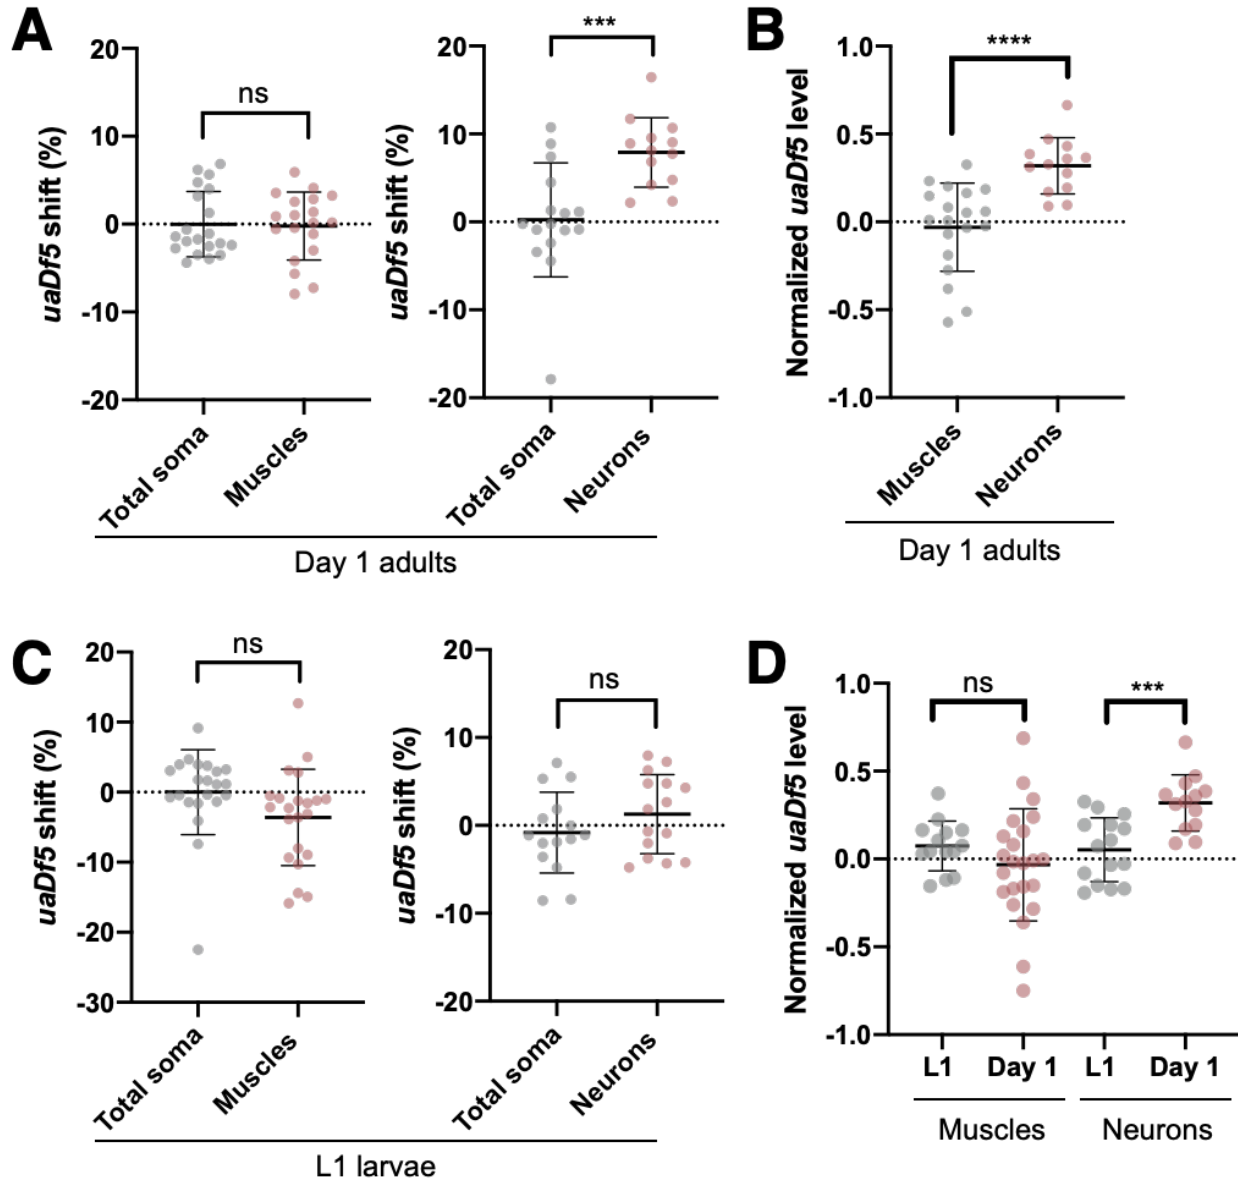 A
uaDf5 shift (%)
20
10
0
-10
-20
ns
Total soma
Muscles
uaDf5 shift (%)
20
10
0
-10
-20
***
Total soma
Neurons
Day 1 adults
B
Normalized uaDf5 level
1.0
0.5
0.0
-0.5
-1.0
****
Muscles
Neurons
Day 1 adults
C
uaDf5 shift (%)
20
10
0
-10
-20
-30
ns
Total soma
Muscles
uaDf5 shift (%)
20
10
0
-10
-20
ns
Total soma
Neurons
L1 larvae
D
Normalized uaDf5 level
1.0
0.5
0.0
-0.5
-1.0
ns
***
L1 Day 1 L1 Day 1
Muscles Neurons